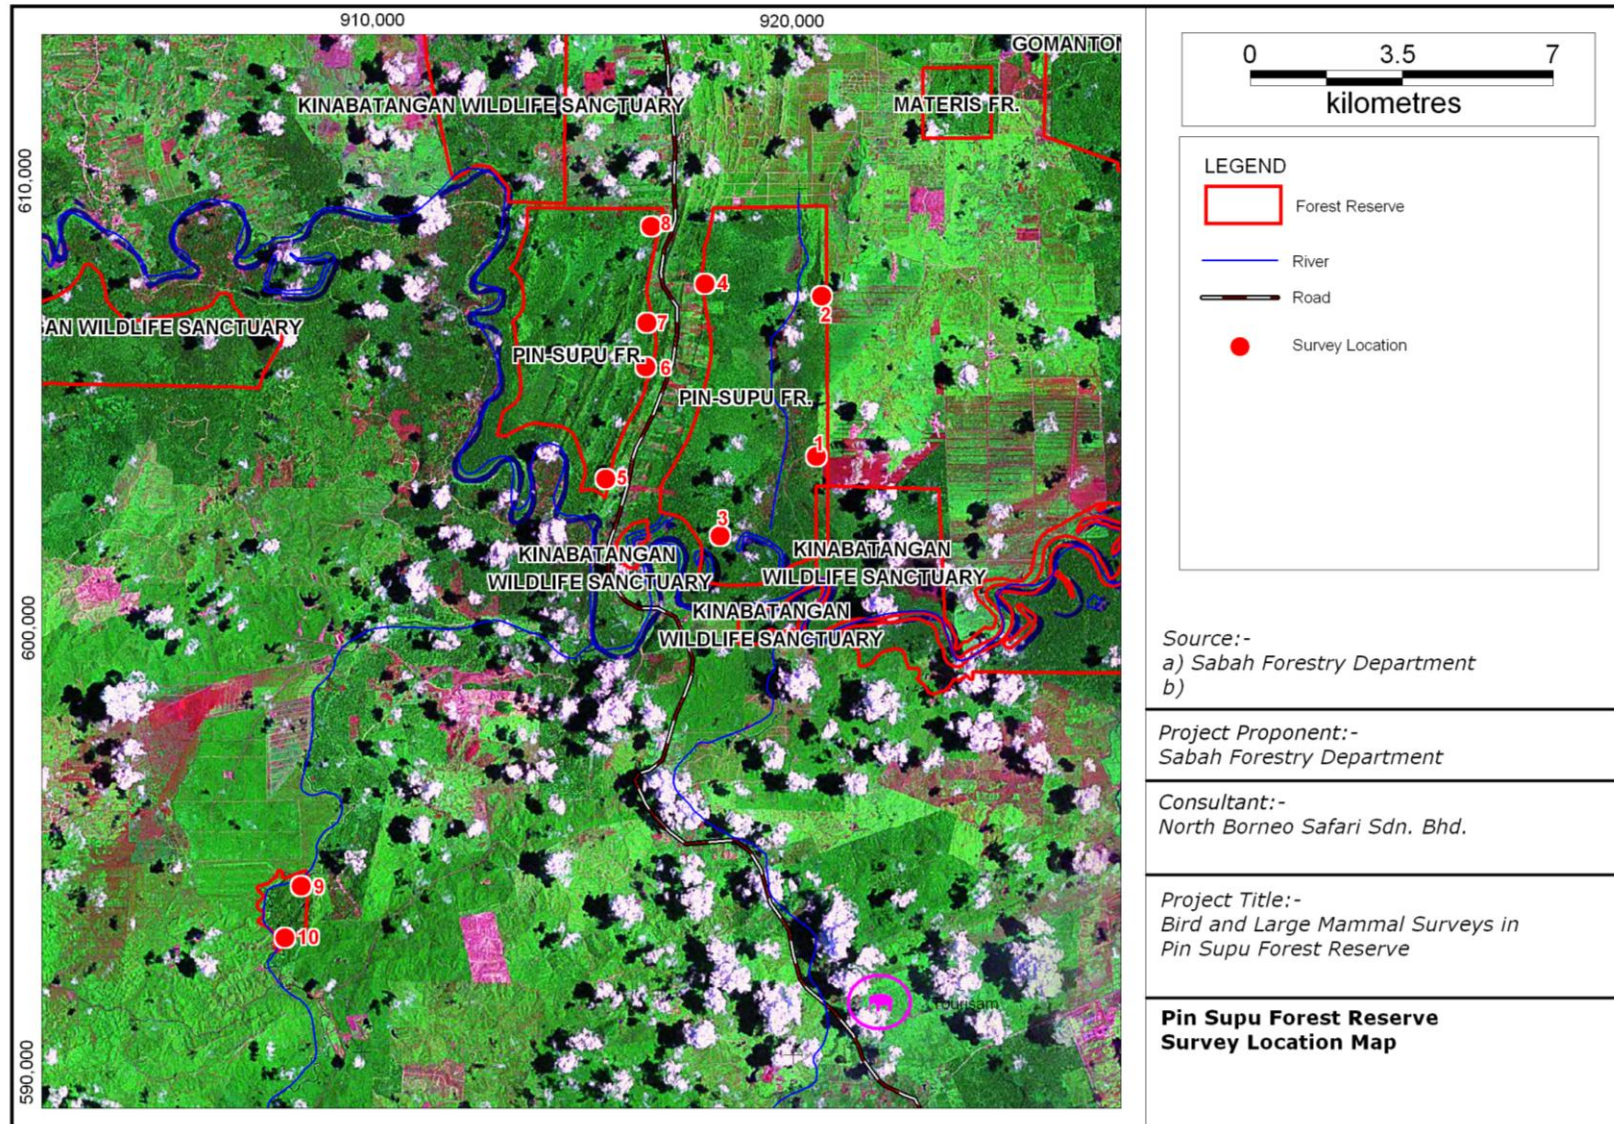 910,000
920,000
610,000
600,000
590,000
GOMANTON
KINABATANGAN WILDLIFE SANCTUARY
MATERIS FR.
8
4
2
GAN WILDLIFE SANCTUARY
7
PIN-SUPU FR.
6
PIN-SUPU FR.
1
5
3
KINABATANGAN
WILDLIFE SANCTUARY
KINABATANGAN
WILDLIFE SANCTUARY
KINABATANGAN
WILDLIFE SANCTUARY
9
10
Tourisam
0 3.5 7
kilometres
LEGEND
Forest Reserve
River
Road
Survey Location
Source:-
a) Sabah Forestry Department
b)
Project Proponent:-
Sabah Forestry Department
Consultant:-
North Borneo Safari Sdn. Bhd.
Project Title:-
Bird and Large Mammal Surveys in
Pin Supu Forest Reserve
Pin Supu Forest Reserve
Survey Location Map